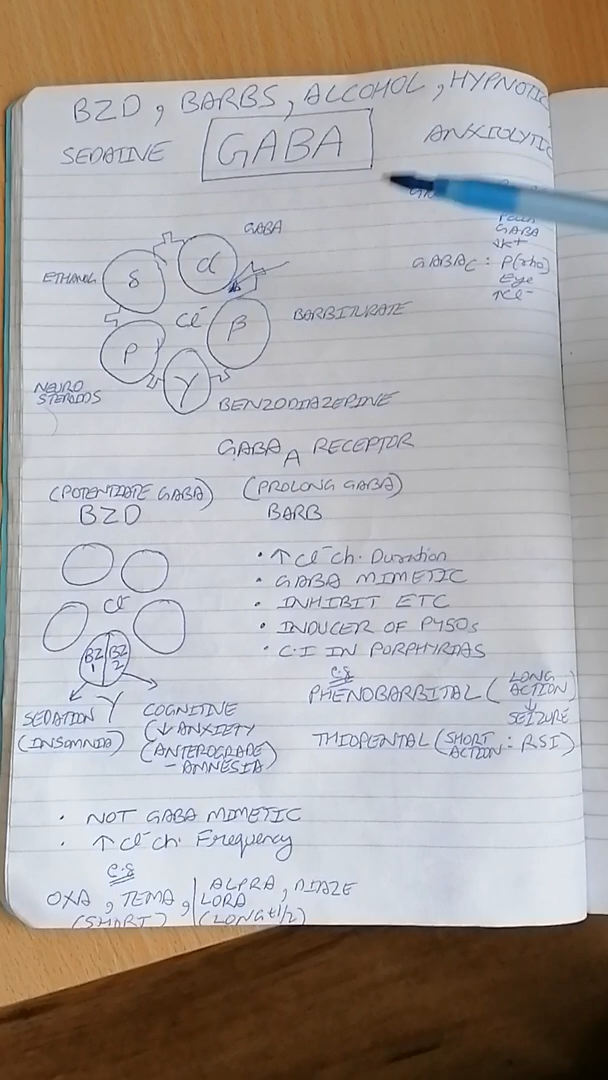 BZD, BARBS, ALCOHOL, HYPNOTIC
SEDATINE
GABA
ANXIOLYTIC
GABA
GABA
↓K+
GABAC : P(rho)
Eye
↑Cl-
ETHANOL
δ
α
Cl-
β
BARBITURATE
ρ
γ
NEURO
STEROIDS
BENZODIAZEPINE
GABA A RECEPTOR
(POTENTIATE GABA) (PROLONG GABA)
BZD BARB
• ↑ Cl- ch. Duration
• GABA MIMETIC
• INHIBIT ETC
• INDUCER OF P450s
• C.I IN PORPHYRIAS
Cl-
BZ1 BZ2
γ
SEDATION
(INSOMNIA)
COGNITIVE
(↓ ANXIETY
(ANTEROGRADE)
-AMNESIA)
e.g
PHENOBARBITAL (LONG ACTION)
↓
SEIZURE
THIOPENTAL (SHORT ACTION : RSI)
• NOT GABA MIMETIC
• ↑ Cl- ch. Frequency
e.g
OXA, TEMA, | ALPRA,
LORA
(SHORT) (LONG t1/2)